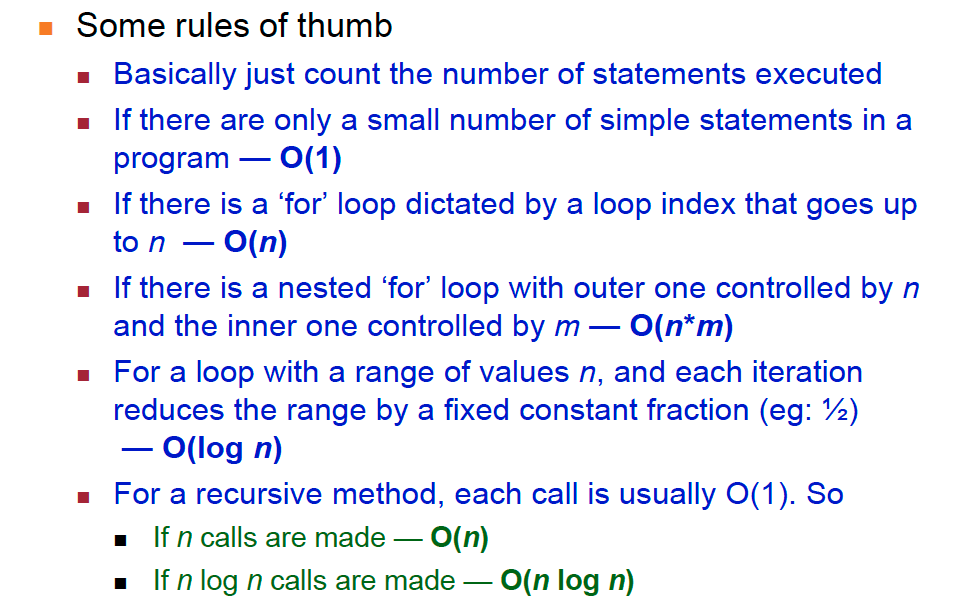 Some rules of thumb
Basically just count the number of statements executed
If there are only a small number of simple statements in a
program — O(1)
If there is a ‘for’ loop dictated by a loop index that goes up
to n — O(n)
If there is a nested ‘for’ loop with outer one controlled by n
and the inner one controlled by m — O(n*m)
For a loop with a range of values n, and each iteration
reduces the range by a fixed constant fraction (eg: ½)
— O(log n)
For a recursive method, each call is usually O(1). So
If n calls are made — O(n)
If n log n calls are made — O(n log n)